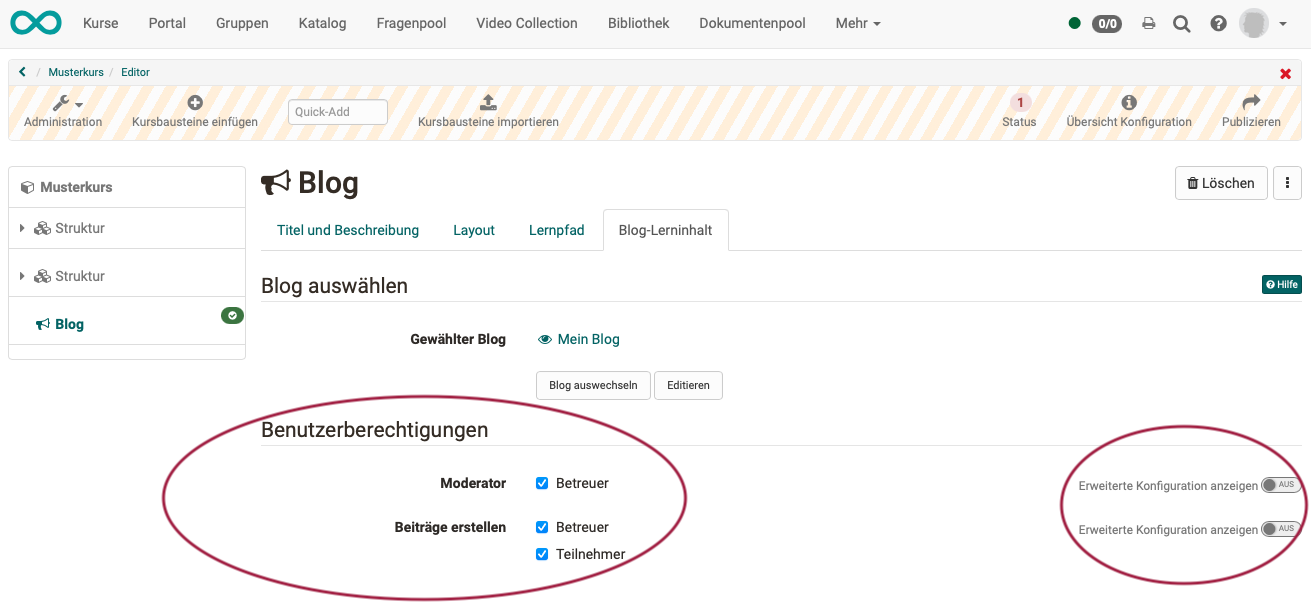 Kurse Portal Gruppen Katalog Fragenpool Video Collection Bibliothek Dokumentenpool Mehr 0/0
/ Musterkurs / Editor
Administration Kursbausteine einfügen Quick-Add Kursbausteine importieren 1 Status Übersicht Konfiguration Publizieren
Musterkurs
Struktur
Struktur
Blog
Blog
Löschen
Titel und Beschreibung Layout Lernpfad Blog-Lerninhalt
Blog auswählen Hilfe
Gewählter Blog Mein Blog
Blog auswechseln Editieren
Benutzerberechtigungen
Moderator Betreuer Erweiterte Konfiguration anzeigen AUS
Beiträge erstellen Betreuer Erweiterte Konfiguration anzeigen AUS
Teilnehmer